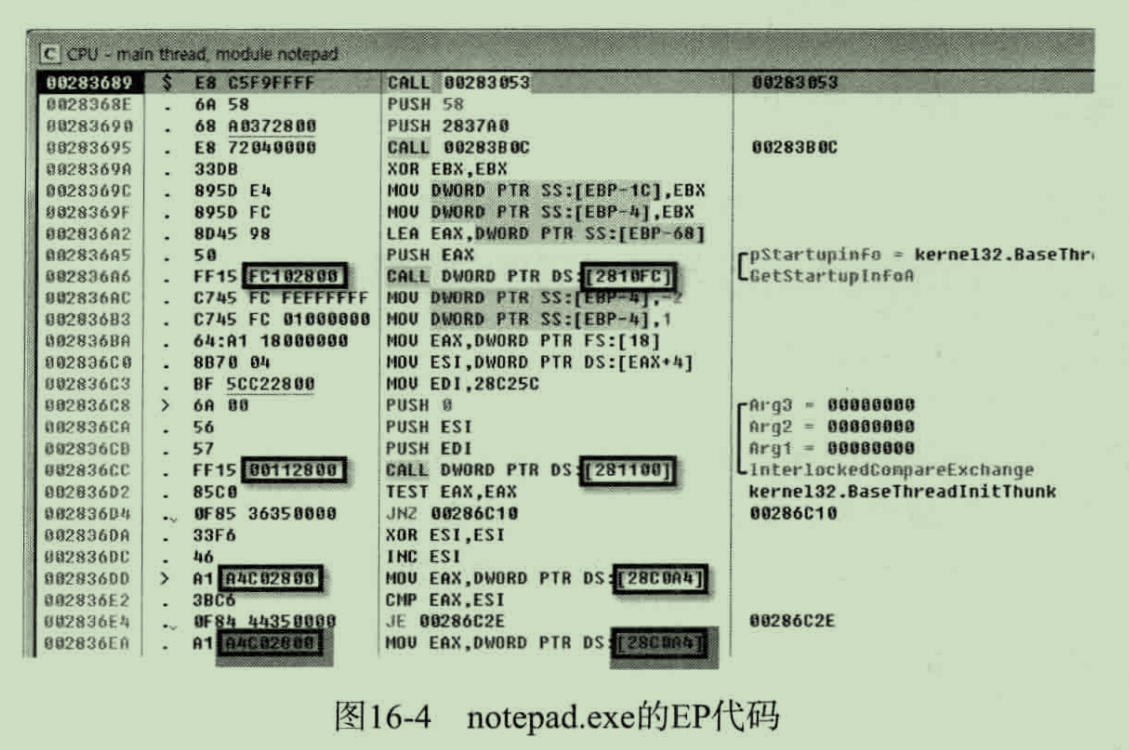 C CPU - main thread, module notepad
00283689 $ E8 C5F9FFFF CALL 00283053 00283053
0028368E . 6A 58 PUSH 58
00283690 . 68 A0372800 PUSH 2837A0
00283695 . E8 72040000 CALL 00283B0C 00283B0C
0028369A . 33DB XOR EBX,EBX
0028369C . 895D E4 MOV DWORD PTR SS:[EBP-1C],EBX
0028369F . 895D FC MOV DWORD PTR SS:[EBP-4],EBX
002836A2 . 8D45 98 LEA EAX,DWORD PTR SS:[EBP-68]
002836A5 . 50 PUSH EAX pStartupinfo = kernel32.BaseThr
002836A6 . FF15 FC102800 CALL DWORD PTR DS:[2810FC] GetStartupInfoA
002836AC . C745 FC FEFFFFFF MOV DWORD PTR SS:[EBP-4],-2
002836B3 . C745 FC 01000000 MOV DWORD PTR SS:[EBP-4],1
002836BA . 64:A1 18000000 MOV EAX,DWORD PTR FS:[18]
002836C0 . 8B70 04 MOV ESI,DWORD PTR DS:[EAX+4]
002836C3 . BF 5CC22800 MOV EDI,28C25C
002836C8 > 6A 00 PUSH 0 Arg3 = 00000000
002836CA . 56 PUSH ESI Arg2 = 00000000
002836CB . 57 PUSH EDI Arg1 = 00000000
002836CC . FF15 00112800 CALL DWORD PTR DS:[281100] InterlockedCompareExchange
002836D2 . 85C0 TEST EAX,EAX kernel32.BaseThreadInitThunk
002836D4 . 0F85 36350000 JNZ 00286C10 00286C10
002836DA . 33F6 XOR ESI,ESI
002836DC . 46 INC ESI
002836DD > A1 A4C02800 MOV EAX,DWORD PTR DS:[28C0A4]
002836E2 . 3BC6 CMP EAX,ESI
002836E4 . 0F84 44350000 JE 00286C2E 00286C2E
002836EA . A1 A4C02800 MOV EAX,DWORD PTR DS:[28C0A4]
图16-4 notepad.exe的EP代码